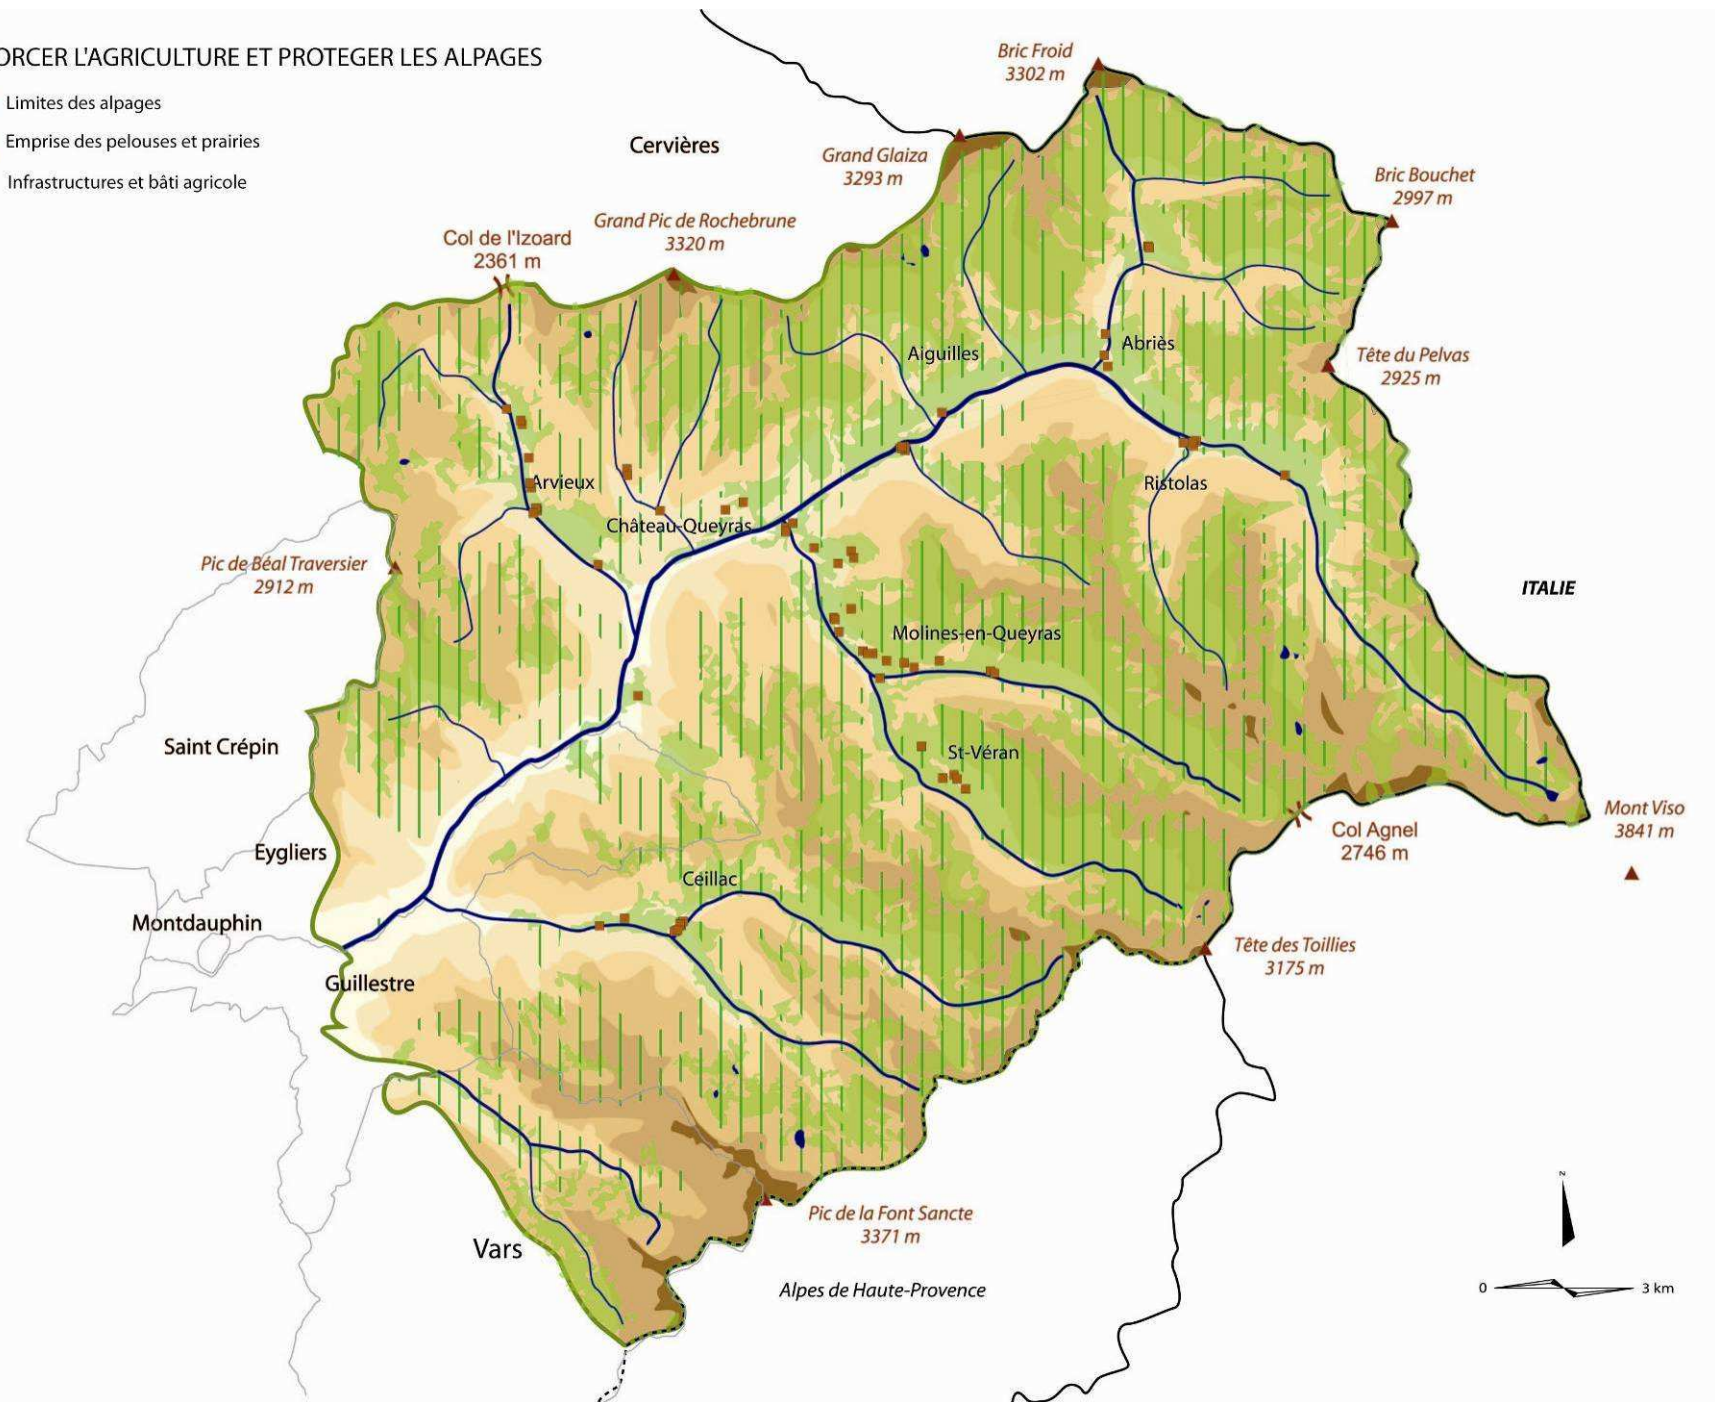 ORCER L'AGRICULTURE ET PROTEGER LES ALPAGES
Limites des alpages
Emprise des pelouses et prairies
Infrastructures et bâti agricole
Bric Froid
3302 m
Cervières
Grand Glaiza
3293 m
Bric Bouchet
2997 m
Grand Pic de Rochebrune
3320 m
Col de l'Izoard
2361 m
Aiguilles
Abriès
Tête du Pelvas
2925 m
Arvieux
Ristolas
Château-Queyras
Pic de Béal Traversier
2912 m
ITALIE
Molines-en-Queyras
Saint Crépin
St-Véran
Mont Viso
3841 m
Col Agnel
2746 m
Eygliers
Ceillac
Montdauphin
Tête des Toillies
3175 m
Guillestre
N
Pic de la Font Sancte
3371 m
Vars
Alpes de Haute-Provence
0 3 km